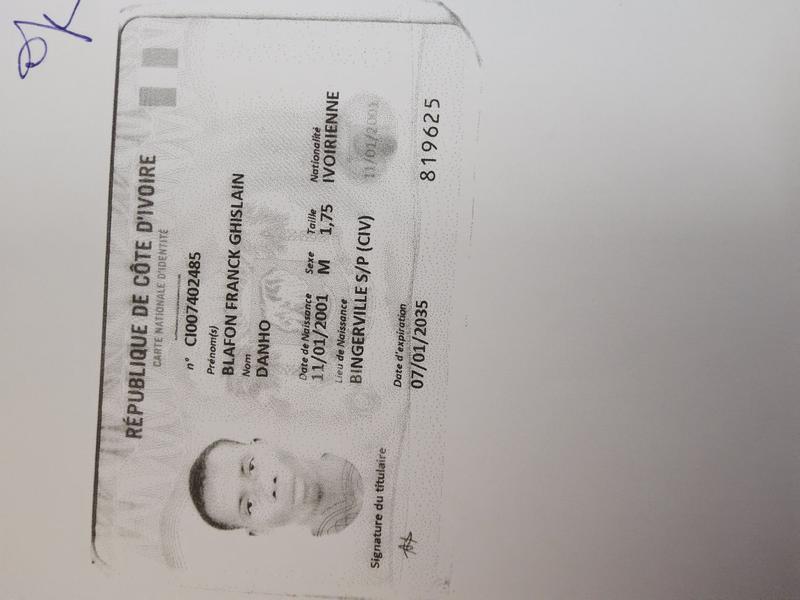 ok
RÉPUBLIQUE DE CÔTE D'IVOIRE
CARTE NATIONALE D'IDENTITÉ
n° CI007402485
Prénom(s)
BLAFON FRANCK GHISLAIN
Nom
DANHO
Date de Naissance Sexe Taille Nationalité
11/01/2001 M 1,75 IVOIRIENNE
Lieu de Naissance
BINGERVILLE S/P (CIV)
11/01/2001
Date d'expiration
07/01/2035
819625
Signature du titulaire